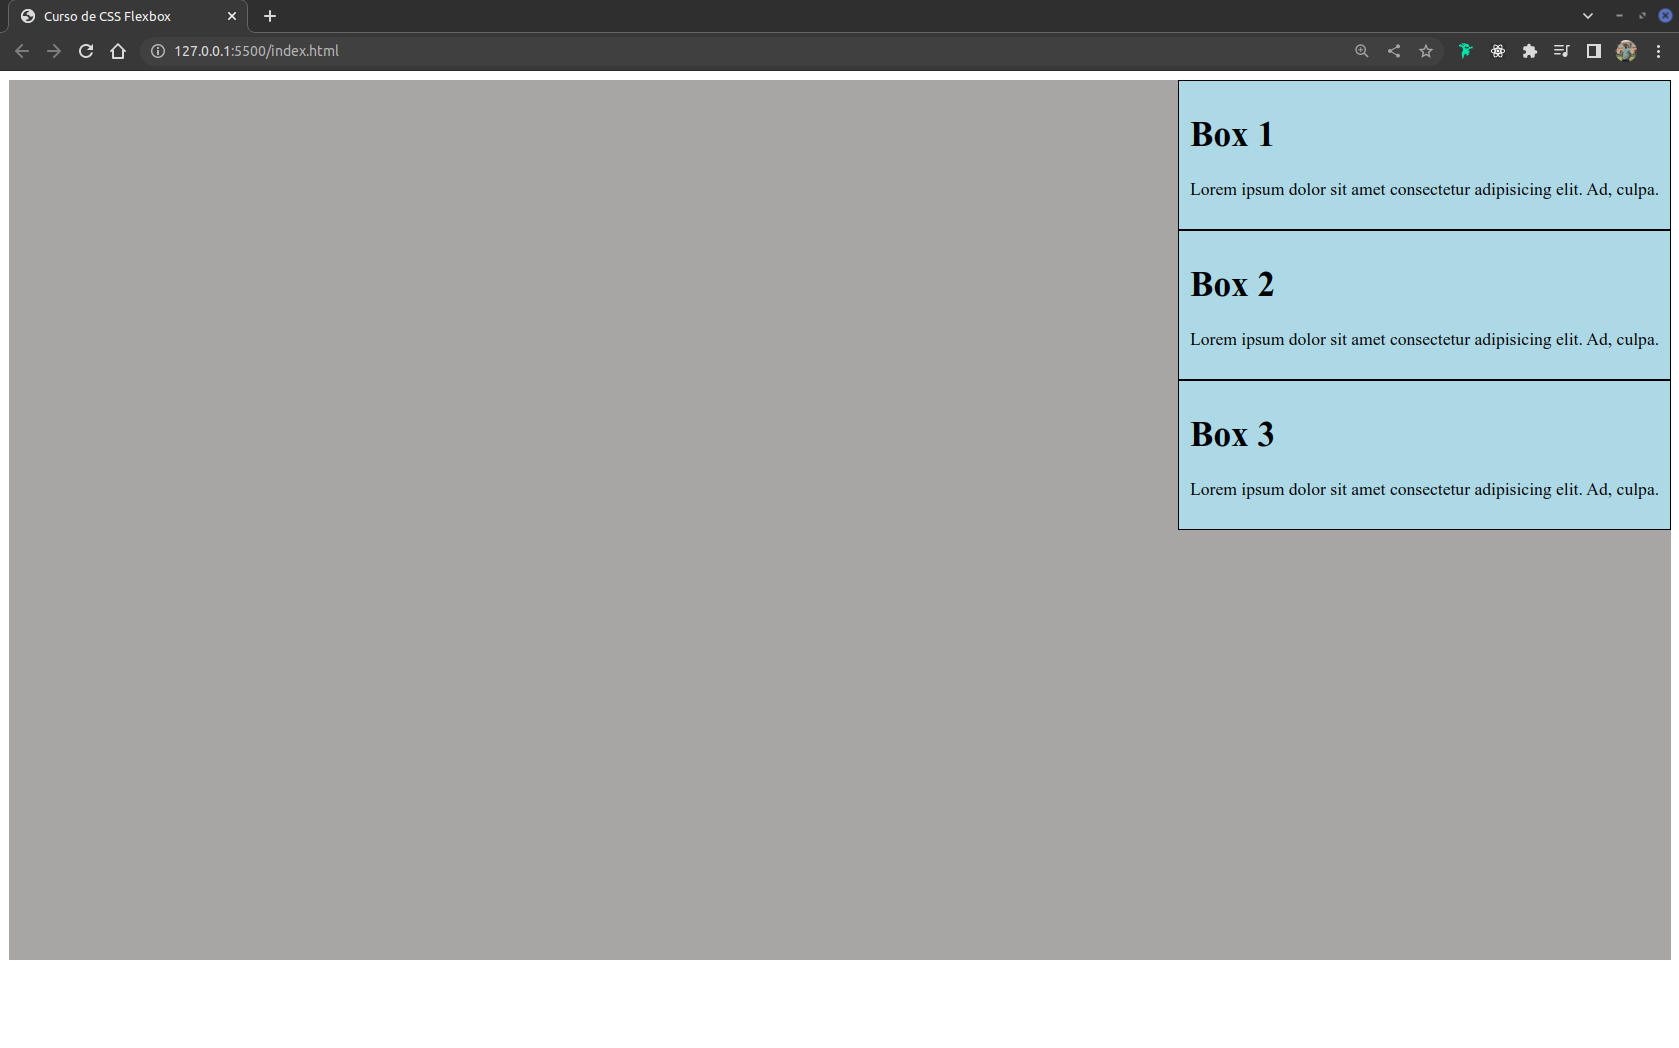 Curso de CSS Flexbox
127.0.0.1:5500/index.html
Box 1
Lorem ipsum dolor sit amet consectetur adipisicing elit. Ad, culpa.
Box 2
Lorem ipsum dolor sit amet consectetur adipisicing elit. Ad, culpa.
Box 3
Lorem ipsum dolor sit amet consectetur adipisicing elit. Ad, culpa.